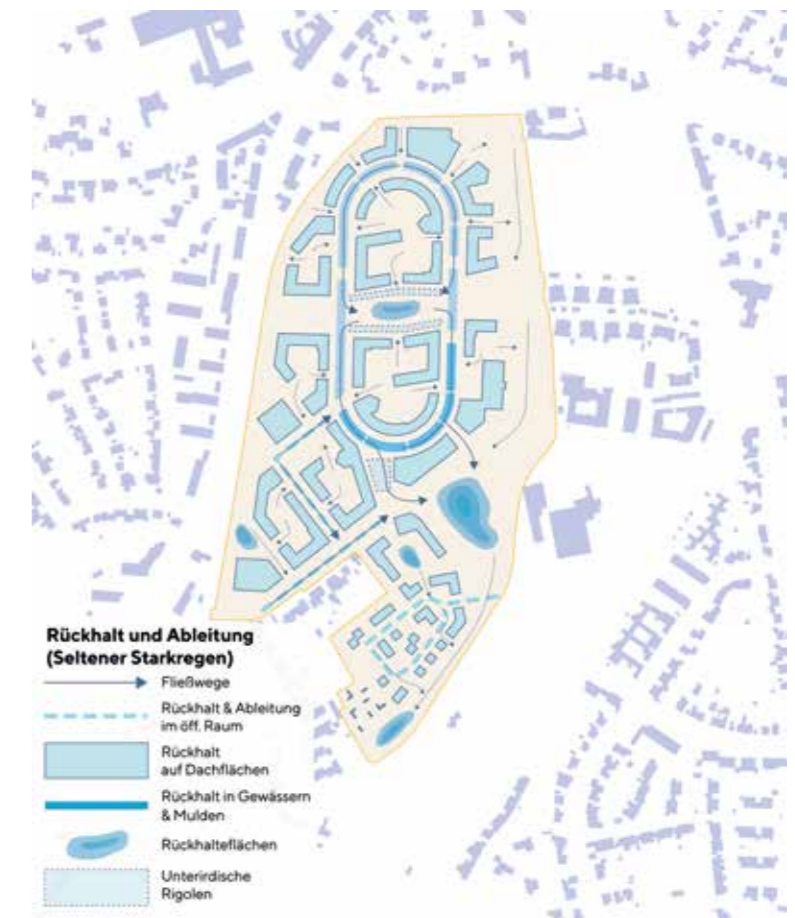 Rückhalt und Ableitung
(Seltener Starkregen)
Fließwege
Rückhalt & Ableitung
im öff. Raum
Rückhalt
auf Dachflächen
Rückhalt in Gewässern
& Mulden
Rückhalteflächen
Unterirdische
Rigolen